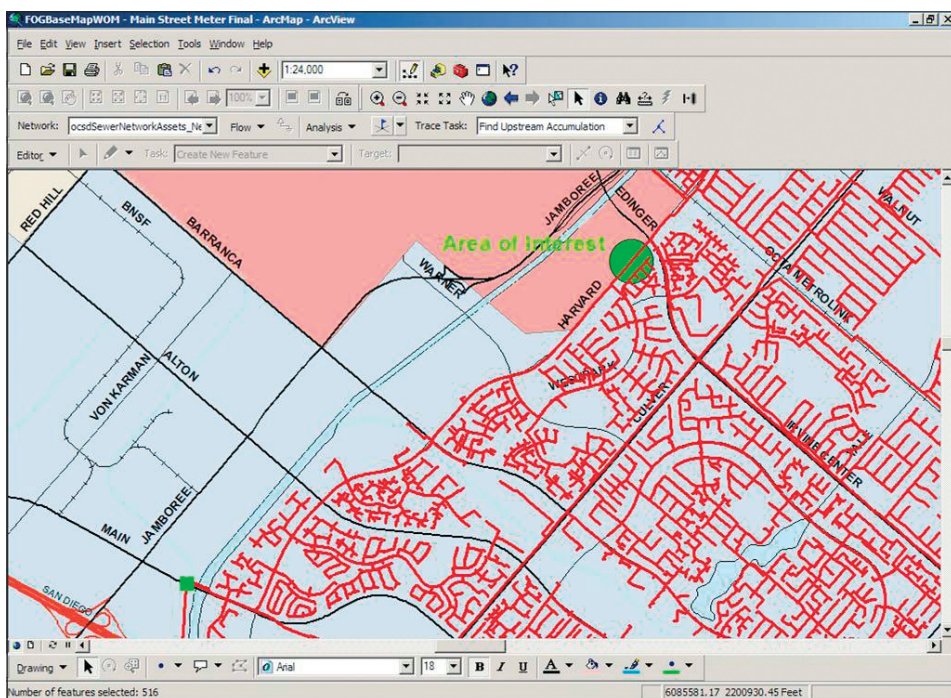 FOGBaseMapWOM - Main Street Meter Final - ArcMap - ArcView
File Edit View Insert Selection Tools Window Help
1:24,000
100%
Network: ocsdSewerNetworkAssets_Ne Flow Analysis Trace Task: Find Upstream Accumulation
Editor Task: Create New Feature Target:
RED HILL
BNSF
BARRANCA
JAMBOREE
EDINGER
WALNUT
Area of Interest
OCTA METROLINK
WARNER
HARVARD
VON KARMAN
ALTON
WESTPARK
CULVER
IRVINE CENTER
JAMBOREE
MAIN
SAN DIEGO
Drawing Arial 18 B I U A
Number of features selected: 516 6085581.17 2200930.45 Feet